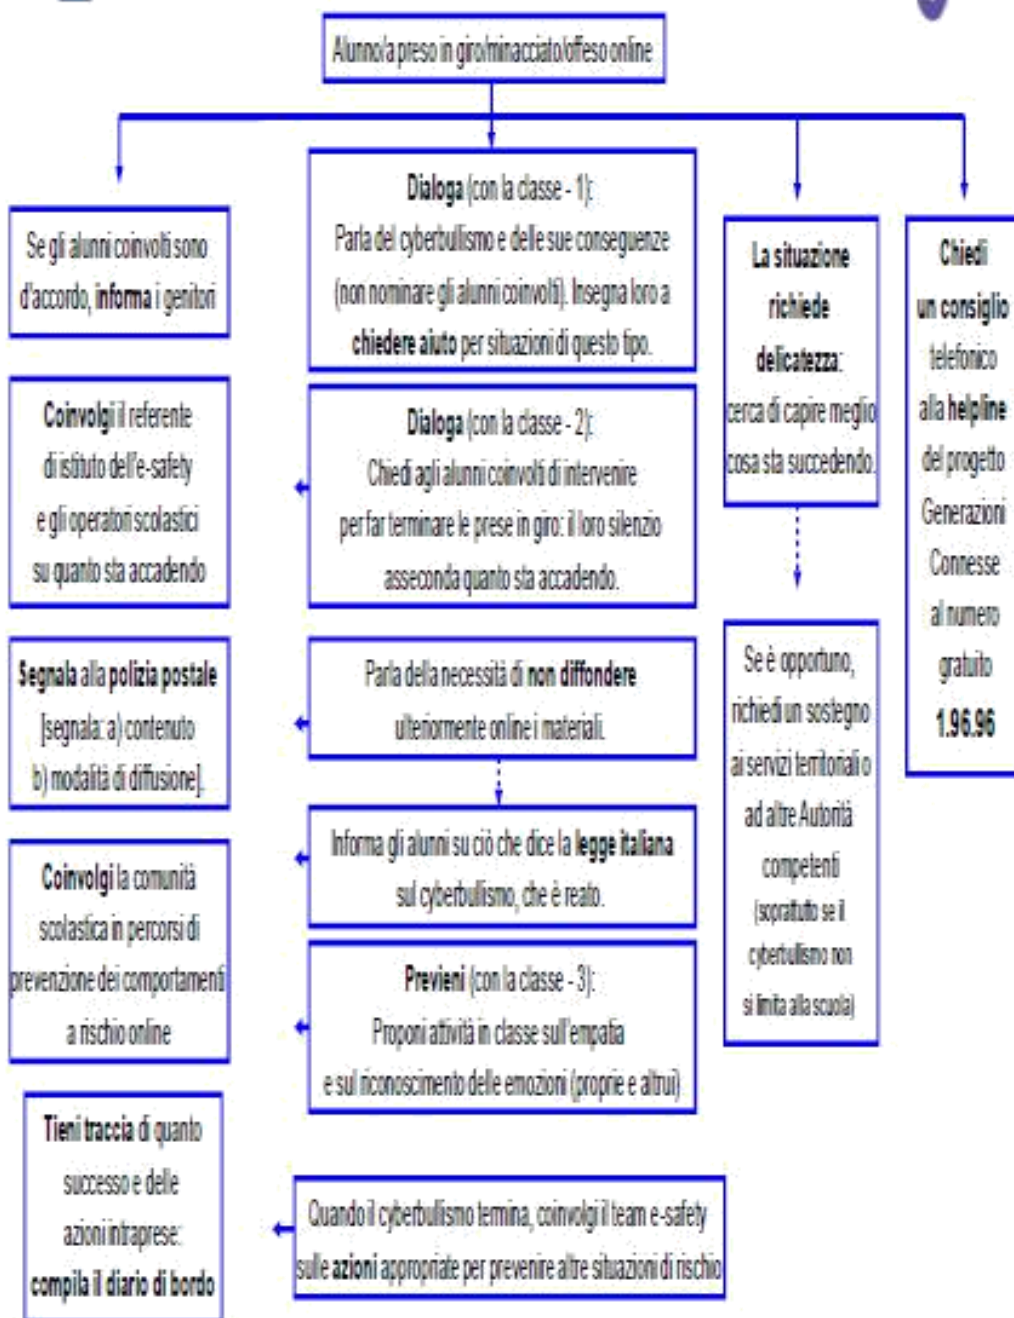 Alunno/a preso in giro/minacciato/offeso online
Se gli alunni coinvolti sono
d'accordo, informa i genitori
Coinvolgi il referente
di istituto dell'e-safety
e gli operatori scolastici
su quanto sta accadendo
Segnala alla polizia postale
[segnala: a) contenuto
b) modalità di diffusione].
Coinvolgi la comunità
scolastica in percorsi di
prevenzione dei comportamenti
a rischio online
Tieni traccia di quanto
successo e delle
azioni intraprese:
compila il diario di bordo
Dialoga (con la classe - 1):
Parla del cyberbullismo e delle sue conseguenze
(non nominare gli alunni coinvolti). Insegna loro a
chiedere aiuto per situazioni di questo tipo.
Dialoga (con la classe - 2):
Chiedi agli alunni coinvolti di intervenire
per far terminare le prese in giro: il loro silenzio
asseconda quanto sta accadendo.
Parla della necessità di non diffondere
ulteriormente online i materiali.
Informa gli alunni su ciò che dice la legge italiana
sul cyberbullismo, che è reato.
Previeni (con la classe - 3):
Proponi attività in classe sull'empatia
e sul riconoscimento delle emozioni (proprie e altrui)
Quando il cyberbullismo termina, coinvolgi il team e-safety
sulle azioni appropriate per prevenire altre situazioni di rischio
La situazione
richiede
delicatezza:
cerca di capire meglio
cosa sta succedendo.
Se è opportuno,
richiedi un sostegno
ai servizi territoriali o
ad altre Autorità
competenti
(soprattutto se il
cyberbullismo non
si limita alla scuola)
Chiedi
un consiglio
telefonico
alla helpline
del progetto
Generazioni
Connesse
al numero
gratuito
1.96.96